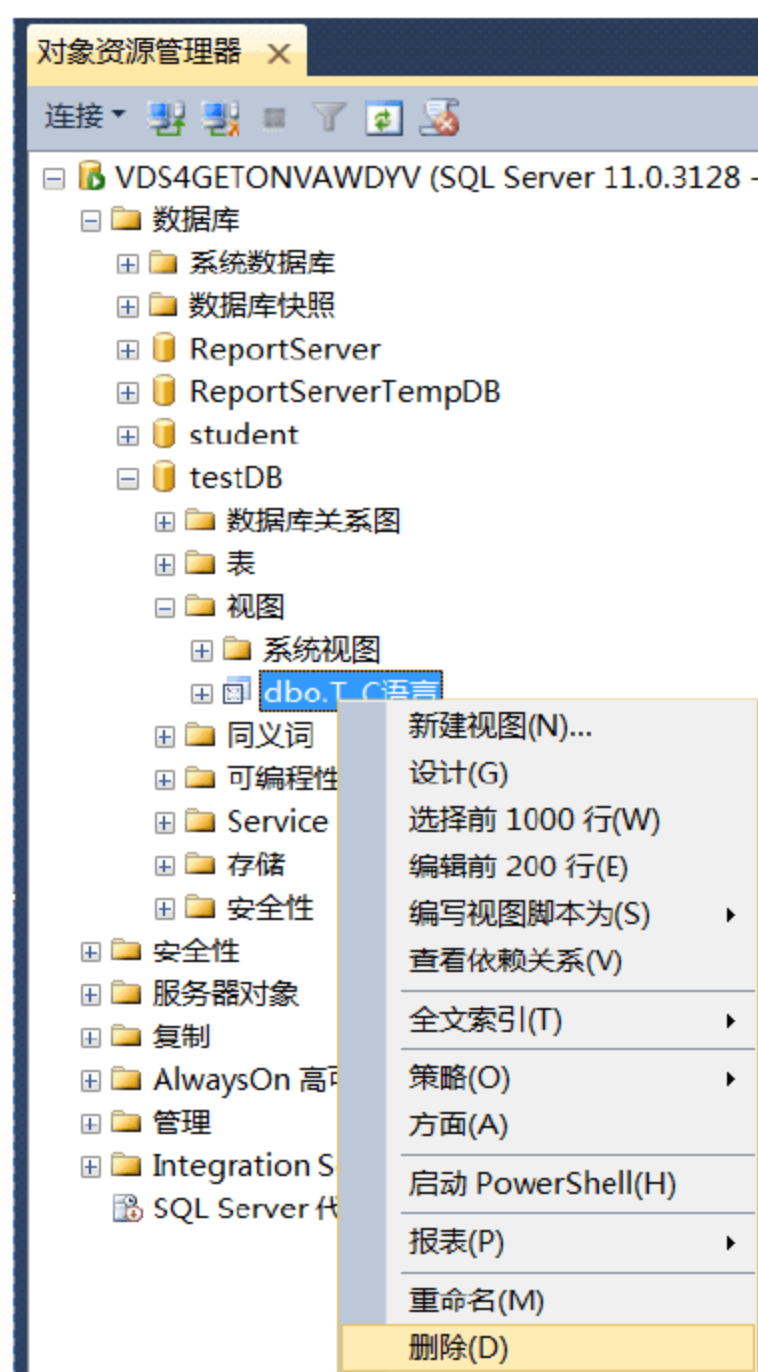 对象资源管理器
连接
VDS4GETONVAWDYV (SQL Server 11.0.3128 -
数据库
系统数据库
数据库快照
ReportServer
ReportServerTempDB
student
testDB
数据库关系图
表
视图
系统视图
dbo.T_C语言
同义词
可编程性
Service
存储
安全性
安全性
服务器对象
复制
AlwaysOn 高
管理
Integration S
SQL Server 代
新建视图(N)...
设计(G)
选择前 1000 行(W)
编辑前 200 行(E)
编写视图脚本为(S)
查看依赖关系(V)
全文索引(T)
策略(O)
方面(A)
启动 PowerShell(H)
报表(P)
重命名(M)
删除(D)